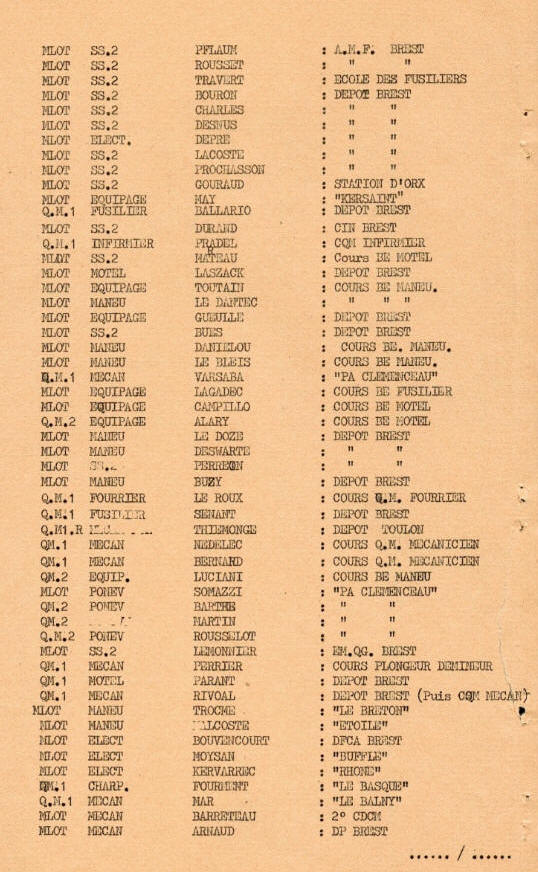 MLOT SS.2 PFLAUM : A.M.F. BREST
MLOT SS.2 ROUSSET : " "
MLOT SS.2 TRAVERT : ECOLE DES FUSILIERS
MLOT SS.2 BOURON : DEPOT BREST
MLOT SS.2 CHARLES : " "
MLOT SS.2 DESNUS : " "
MLOT ELECT. DEPRE : " "
MLOT SS.2 LACOSTE : " "
MLOT SS.2 PROCHASSON : " "
MLOT SS.2 GOURAUD : STATION D'ORX
MLOT EQUIPAGE MAY : "KERSAINT"
Q.M.1 FUSILIER BALLARIO : DEPOT BREST
MLOT SS.2 DURAND : CIN BREST
Q.M.1 INFIRMIER PRADEL : CQM INFIRMIER
MLOT SS.2 MATEAU : Cours BE MOTEL
MLOT MOTEL LASZACK : DEPOT BREST
MLOT EQUIPAGE TOUTAIN : COURS BE MANEU.
MLOT MANEU LE DANTEC : " " "
MLOT EQUIPAGE GUEULLE : DEPOT BREST
MLOT SS.2 BUES : DEPOT BREST
MLOT MANEU DANIELOU : COURS BE. MANEU.
MLOT MANEU LE BLEIS : COURS BE MANEU.
Q.M.1 MECAN VARSABA : "PA CLEMENCEAU"
MLOT EQUIPAGE LAGADEC : COURS BE FUSILIER
MLOT EQUIPAGE CAMPILLO : COURS BE MOTEL
Q.M.2 EQUIPAGE ALARY : COURS BE MOTEL
MLOT MANEU LE DOZE : DEPOT BREST
MLOT MANEU DESWARTE : " "
MLOT SS.2 PERREON : " "
MLOT MANEU BUZY : DEPOT BREST
Q.M.1 FOURRIER LE ROUX : COURS Q.M. FOURRIER
Q.M.1 FUSILIER SENANT : DEPOT BREST
Q.M1.R THIEMONGE : DEPOT TOULON
QM.1 MECAN NEDELEC : COURS Q.M. MECANICIEN
QM.1 MECAN BERNARD : COURS Q.M. MECANICIEN
QM.2 EQUIP. LUCIANI : COURS BE MANEU
MLOT PONEV SOMAZZI : "PA CLEMENCEAU"
QM.2 PONEV BARTHE : " "
QM.2 MARTIN : " "
Q.M.2 PONEV ROUSSELOT : " "
MLOT SS.2 LEMONNIER : EM.QG. BREST
QM.1 MECAN PERRIER : COURS PLONGEUR DEMINEUR
QM.1 MOTEL PARANT : DEPOT BREST
QM.1 MECAN RIVOAL : DEPOT BREST (Puis CQM MECAN)
MLOT MANEU TROCME : "LE BRETON"
MLOT MANEU : "ETOILE"
MLOT ELECT BOUVENCOURT : DFCA BREST
MLOT ELECT MOYSAN : "BUFFLE"
MLOT ELECT KERVARREC : "RHONE"
QM.1 CHARP. FOURMENT : "LE BASQUE"
Q.M.1 MECAN MAR : "LE BALNY"
MLOT MECAN BARRETEAU : 2° CDCM
MLOT MECAN ARNAUD : DP BREST
...... / ......